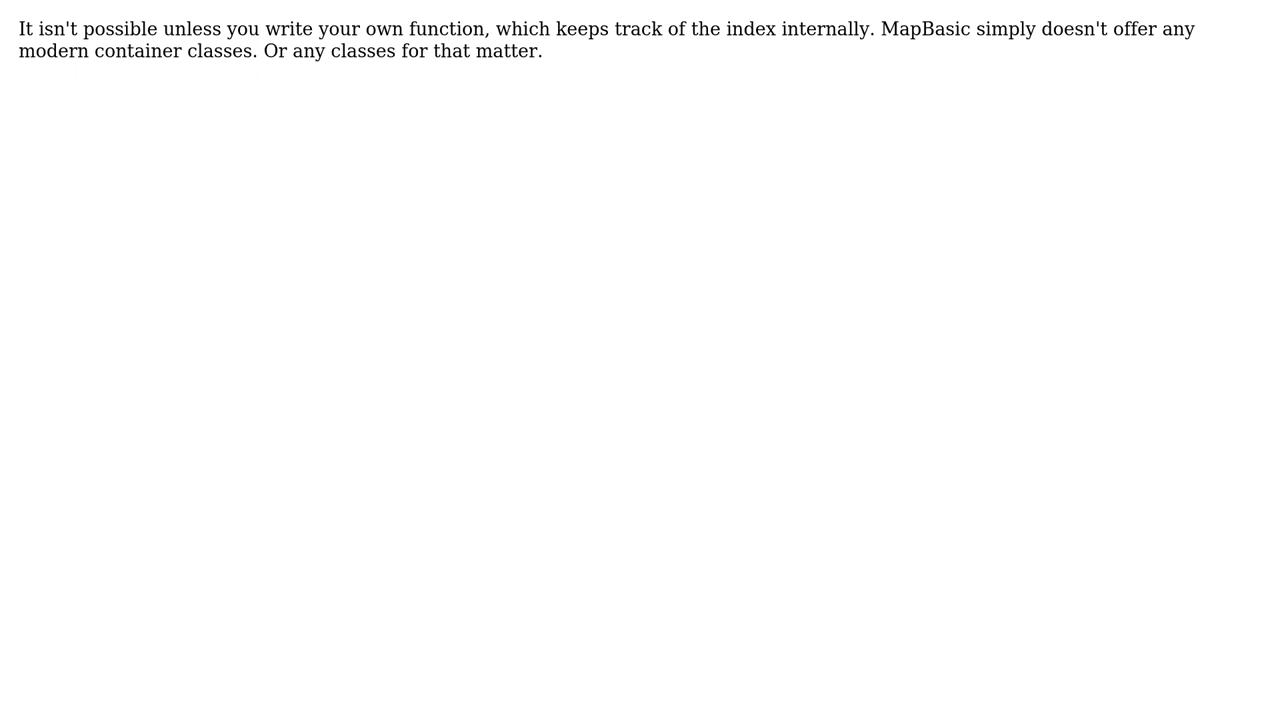 It isn't possible unless you write your own function, which keeps track of the index internally. MapBasic simply doesn't offer any
modern container classes. Or any classes for that matter.